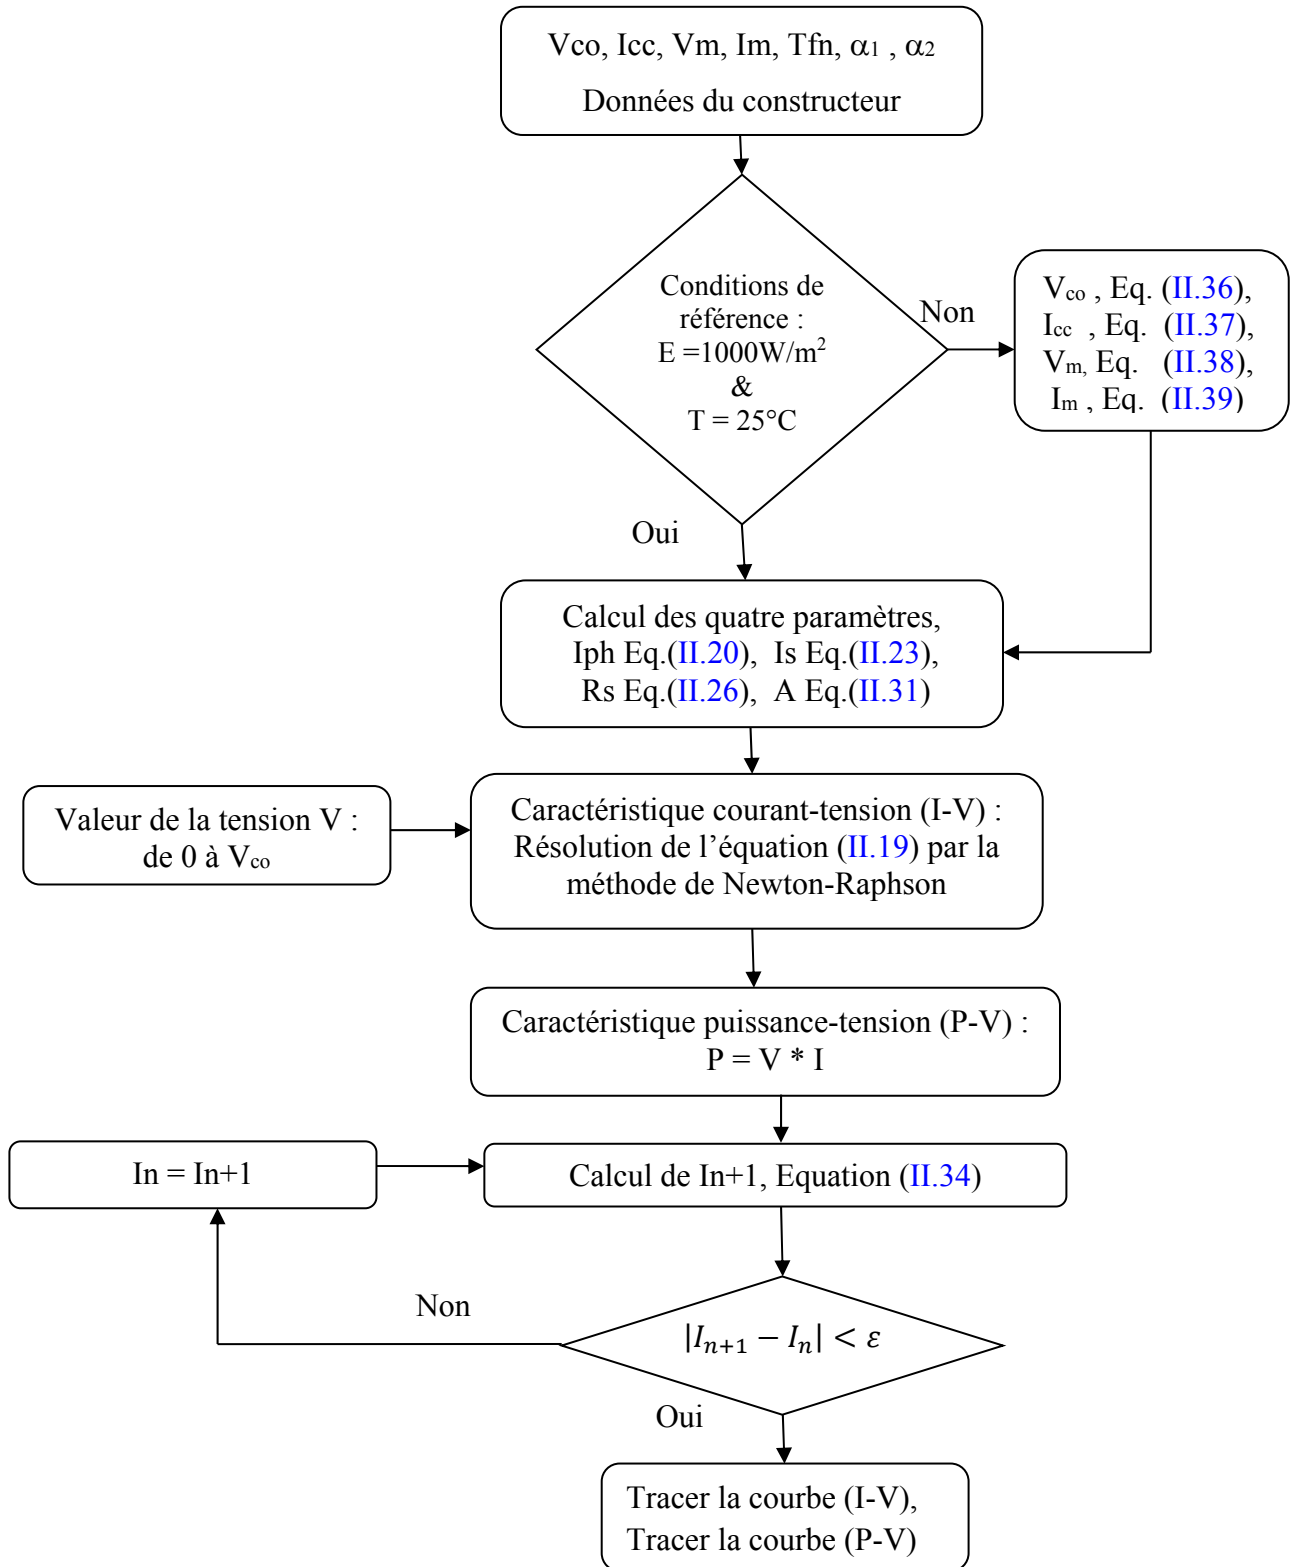 Vco, Icc, Vm, Im, Tfn, α1 , α2
Données du constructeur
Conditions de
référence :
E =1000W/m2
&
T = 25°C
Non
Vco , Eq. (II.36),
Icc , Eq. (II.37),
Vm, Eq. (II.38),
Im , Eq. (II.39)
Oui
Calcul des quatre paramètres,
Iph Eq.(II.20), Is Eq.(II.23),
Rs Eq.(II.26), A Eq.(II.31)
Valeur de la tension V :
de 0 à Vco
Caractéristique courant-tension (I-V) :
Résolution de l’équation (II.19) par la
méthode de Newton-Raphson
Caractéristique puissance-tension (P-V) :
P = V * I
In = In+1
Calcul de In+1, Equation (II.34)
Non
|In+1 − In| < ε
Oui
Tracer la courbe (I-V),
Tracer la courbe (P-V)